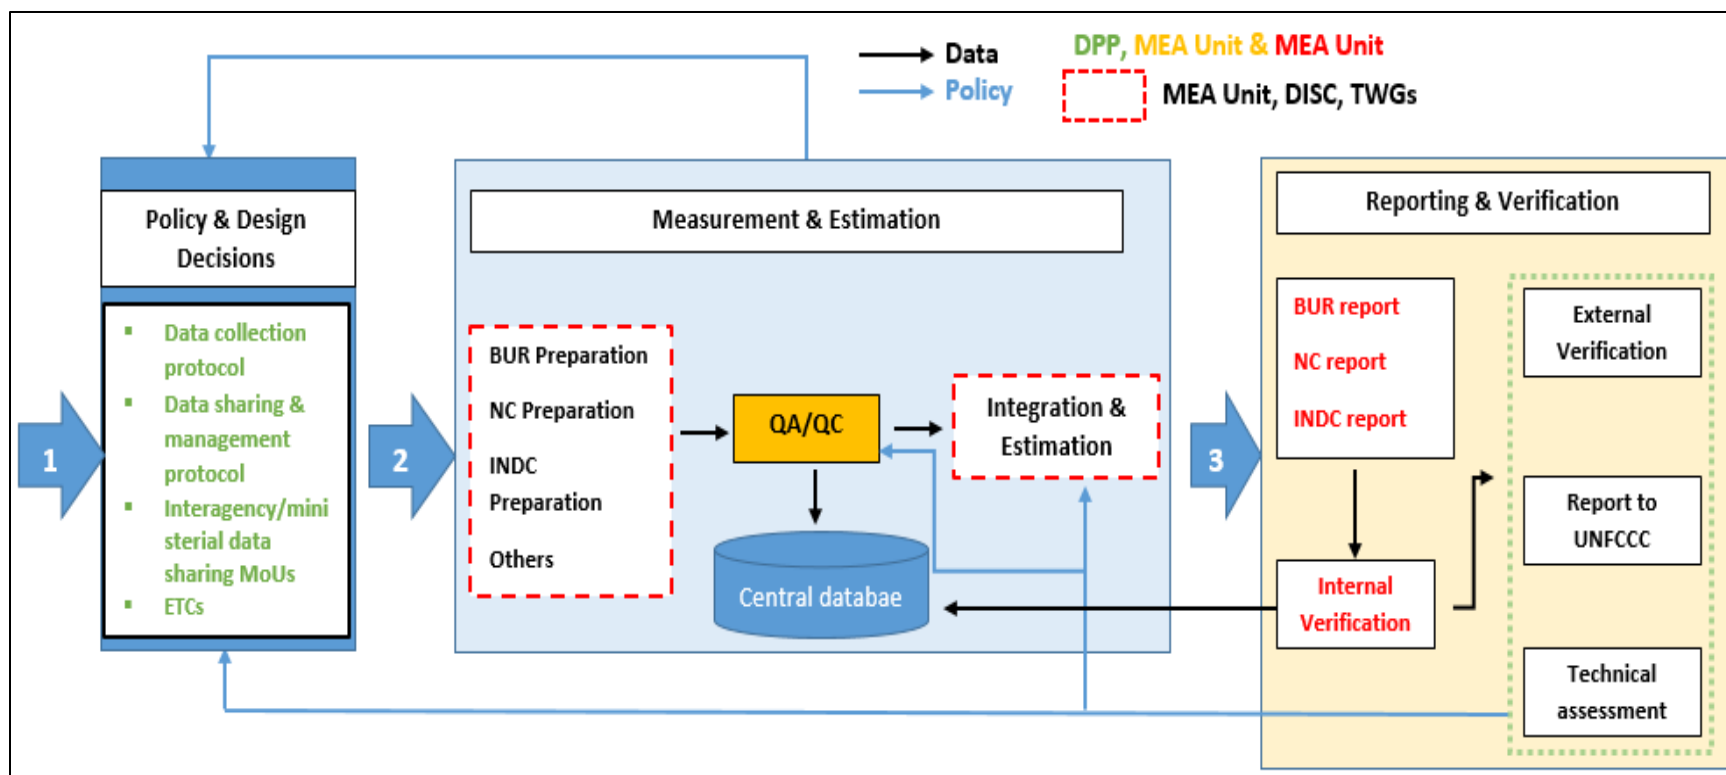 Data
Policy
DPP, MEA Unit & MEA Unit
MEA Unit, DISC, TWGs
1
Policy & Design
Decisions
Data collection
protocol
Data sharing &
management
protocol
Interagency/mini
sterial data
sharing MoUs
ETCs
2
Measurement & Estimation
BUR Preparation
NC Preparation
INDC
Preparation
Others
QA/QC
Central databae
Integration &
Estimation
3
Reporting & Verification
BUR report
NC report
INDC report
Internal
Verification
External
Verification
Report to
UNFCCC
Technical
assessment